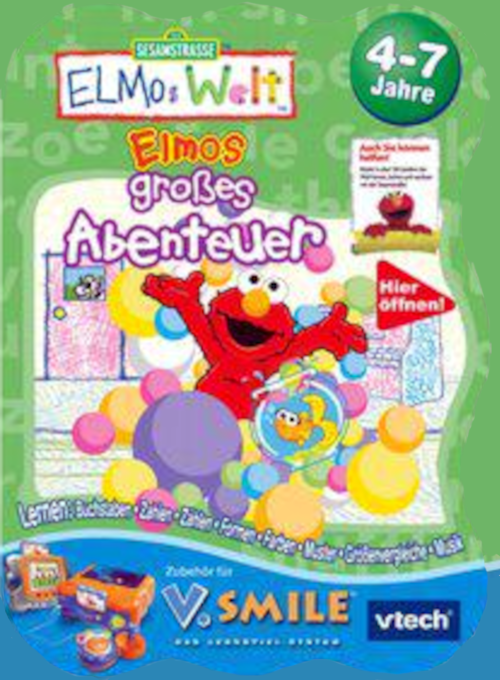 SESAMSTRASSE
ELMOs Welt
4-7
Jahre
Elmos
großes
Abenteuer
Auch Sie können
helfen!
Hier
öffnen!
Lernen: Buchstaben • Zahlen • Zählen • Formen • Farben • Muster • Größenvergleiche • Musik
Zubehör für
V.SMILE
DAS LERNSPIEL-SYSTEM
vtech